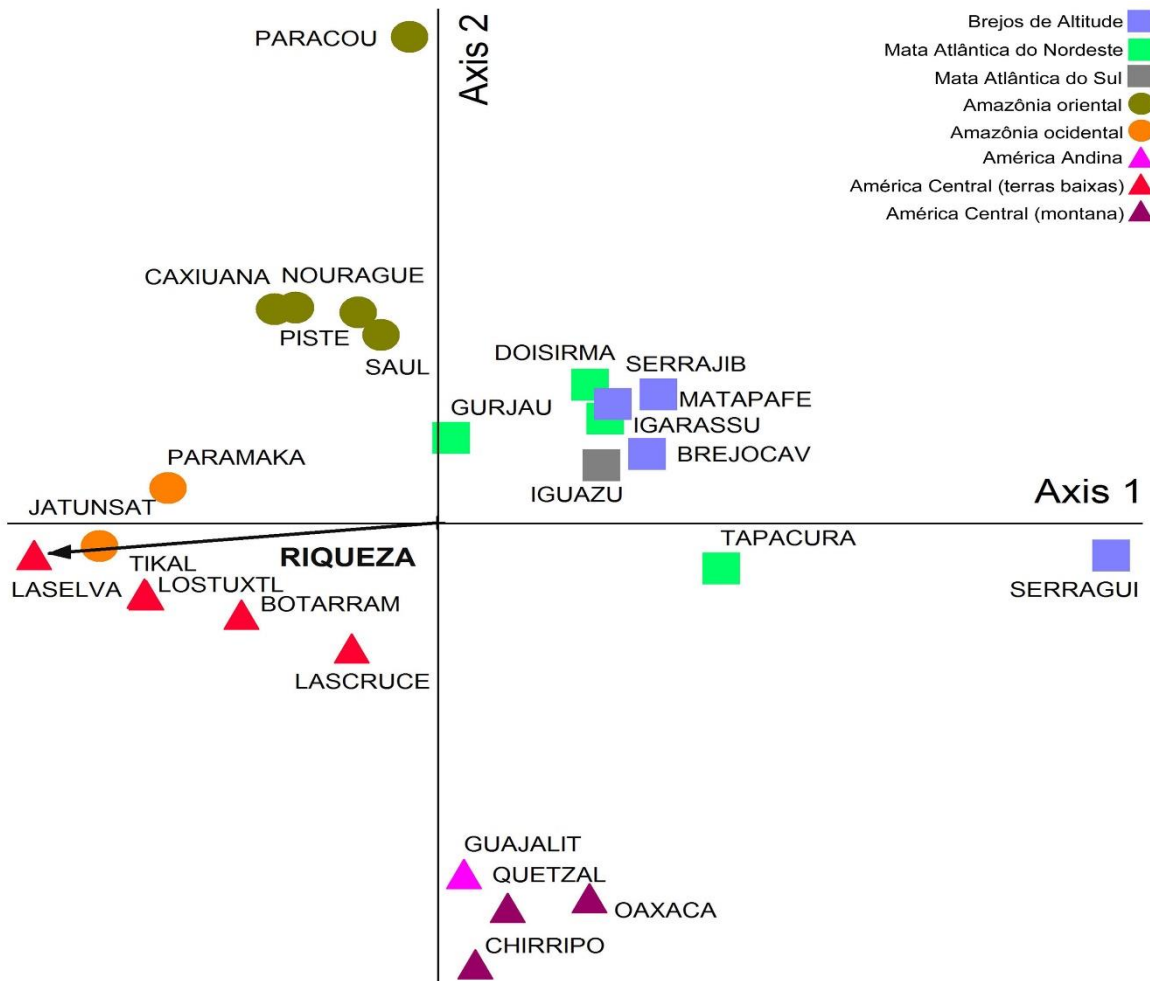 PARACOU
Axis 2
Brejos de Altitude
Mata Atlântica do Nordeste
Mata Atlântica do Sul
Amazônia oriental
Amazônia ocidental
América Andina
América Central (terras baixas)
América Central (montana)
CAXIUANA NOURAGUE
PISTE
SAUL
DOISIRMA
SERRAJIB
GURJAU
MATAPAFE
IGARASSU
BREJOCAV
IGUAZU
PARAMAKA
JATUNSAT
Axis 1
RIQUEZA
TAPACURA
TIKAL
LASELVA
LOSTUXTL
BOTARRAM
SERRAGUI
LASCRUCE
GUAJALIT
QUETZAL
OAXACA
CHIRRIPO